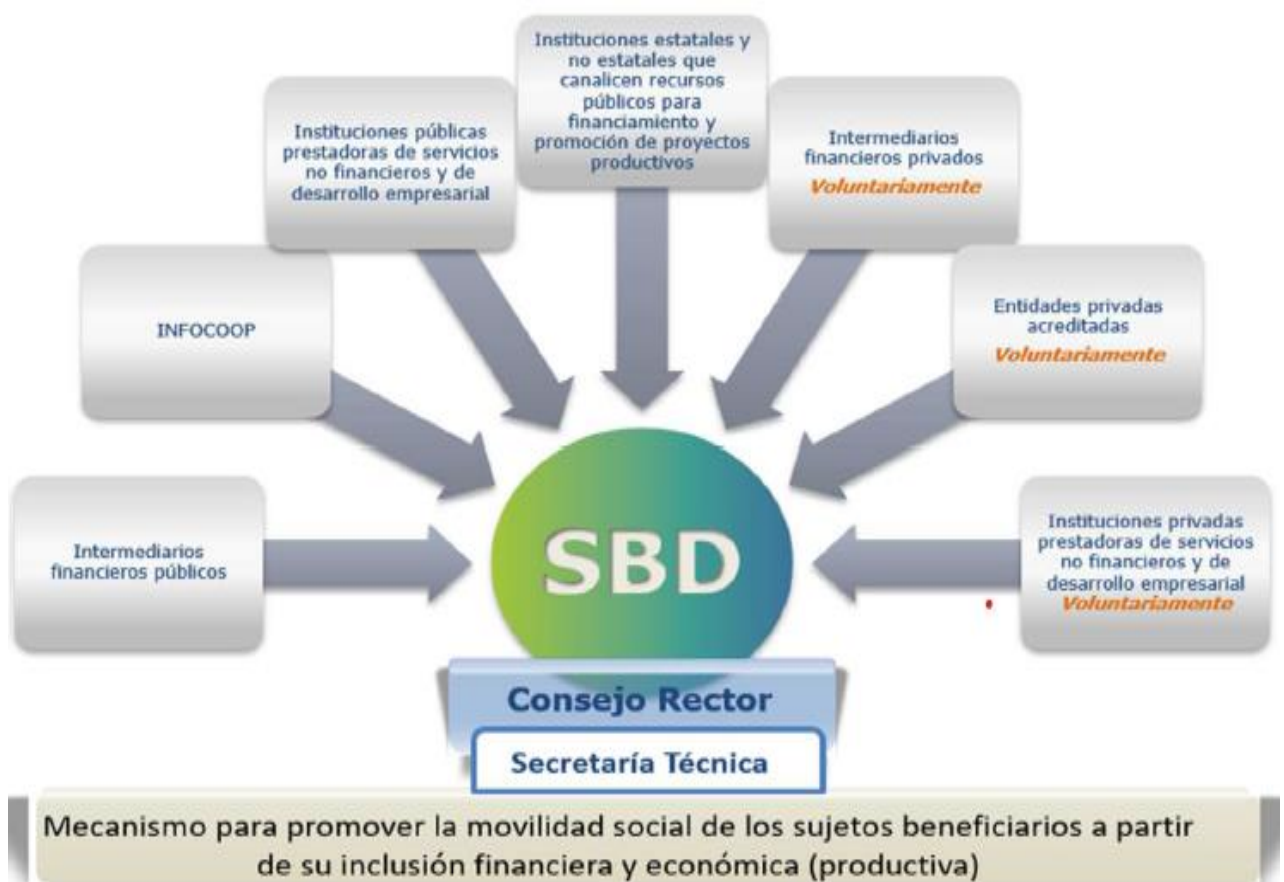 Instituciones estatales y
no estatales que
canalicen recursos
públicos para
financiamiento y
promoción de proyectos
productivos
Instituciones públicas
prestadoras de servicios
no financieros y de
desarrollo empresarial
Intermediarios
financieros privados
Voluntariamente
INFOCOOP
Entidades privadas
acreditadas
Voluntariamente
Intermediarios
financieros públicos
SBD
Instituciones privadas
prestadoras de servicios
no financieros y de
desarrollo empresarial
Voluntariamente
Consejo Rector
Secretaría Técnica
Mecanismo para promover la movilidad social de los sujetos beneficiarios a partir
de su inclusión financiera y económica (productiva)